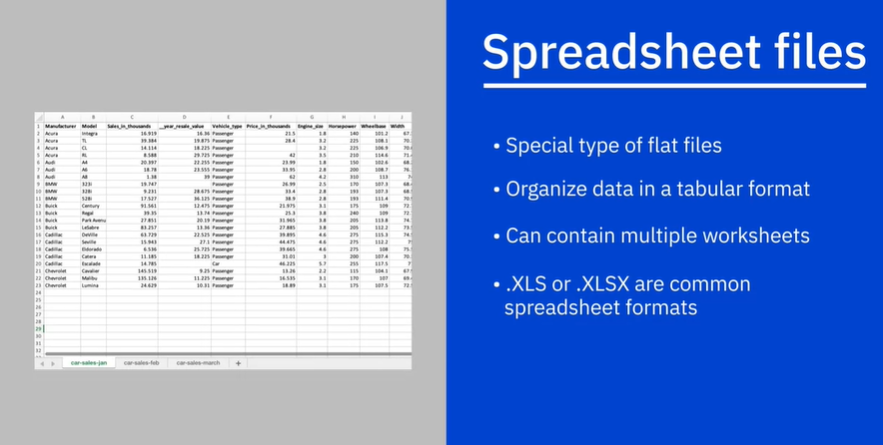 Spreadsheet files
• Special type of flat files
• Organize data in a tabular format
• Can contain multiple worksheets
• .XLS or .XLSX are common
spreadsheet formats
A B C D E F G H I J
1 Manufacturer Model Sales_in_thousands __year_resale_value Vehicle_type Price_in_thousands Engine_size Horsepower Wheelbase Width
2 Acura Integra 16.919 16.36 Passenger 21.5 1.8 140 101.2 67.
3 Acura TL 39.384 19.875 Passenger 28.4 3.2 225 108.1 70.
4 Acura CL 14.114 18.225 Passenger 3.2 225 106.9 70.
5 Acura RL 8.588 29.725 Passenger 42 3.5 210 114.6 71.
6 Audi A4 20.397 22.255 Passenger 23.99 1.8 150 102.6 68.
7 Audi A6 18.78 23.555 Passenger 33.95 2.8 200 108.7 76.
8 Audi A8 1.38 39 Passenger 62 4.2 310 113 7
9 BMW 323i 19.747 Passenger 26.99 2.5 170 107.3 68.
10 BMW 328i 9.231 28.675 Passenger 33.4 2.8 193 107.3 68.
11 BMW 528i 17.527 36.125 Passenger 38.9 2.8 193 111.4 70.
12 Buick Century 91.561 12.475 Passenger 21.975 3.1 175 109 72.
13 Buick Regal 39.35 13.74 Passenger 25.3 3.8 240 109 72.
14 Buick Park Avenu 27.851 20.19 Passenger 31.965 3.8 205 113.8 74.
15 Buick LeSabre 83.257 13.36 Passenger 27.885 3.8 205 112.2 73.
16 Cadillac DeVille 63.729 22.525 Passenger 39.895 4.6 275 115.3 74.
17 Cadillac Seville 15.943 27.1 Passenger 44.475 4.6 275 112.2 7
18 Cadillac Eldorado 6.536 25.725 Passenger 39.665 4.6 275 108 75.
19 Cadillac Catera 11.185 18.225 Passenger 31.01 3 200 107.4 70.
20 Cadillac Escalade 14.785 Car 46.225 5.7 255 117.5 7
21 Chevrolet Cavalier 145.519 9.25 Passenger 13.26 2.2 115 104.1 67.
22 Chevrolet Malibu 135.126 11.225 Passenger 16.535 3.1 170 107 69.
23 Chevrolet Lumina 24.629 10.31 Passenger 18.89 3.1 175 107.5 72.
24
25
26
27
28
29
30
31
32
car-sales-jan car-sales-feb car-sales-march +